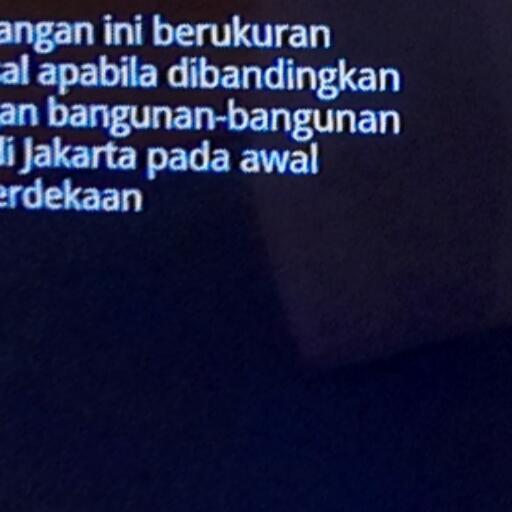 angan ini berukuran
al apabila dibandingkan
an bangunan-bangunan
di Jakarta pada awal
erdekaan